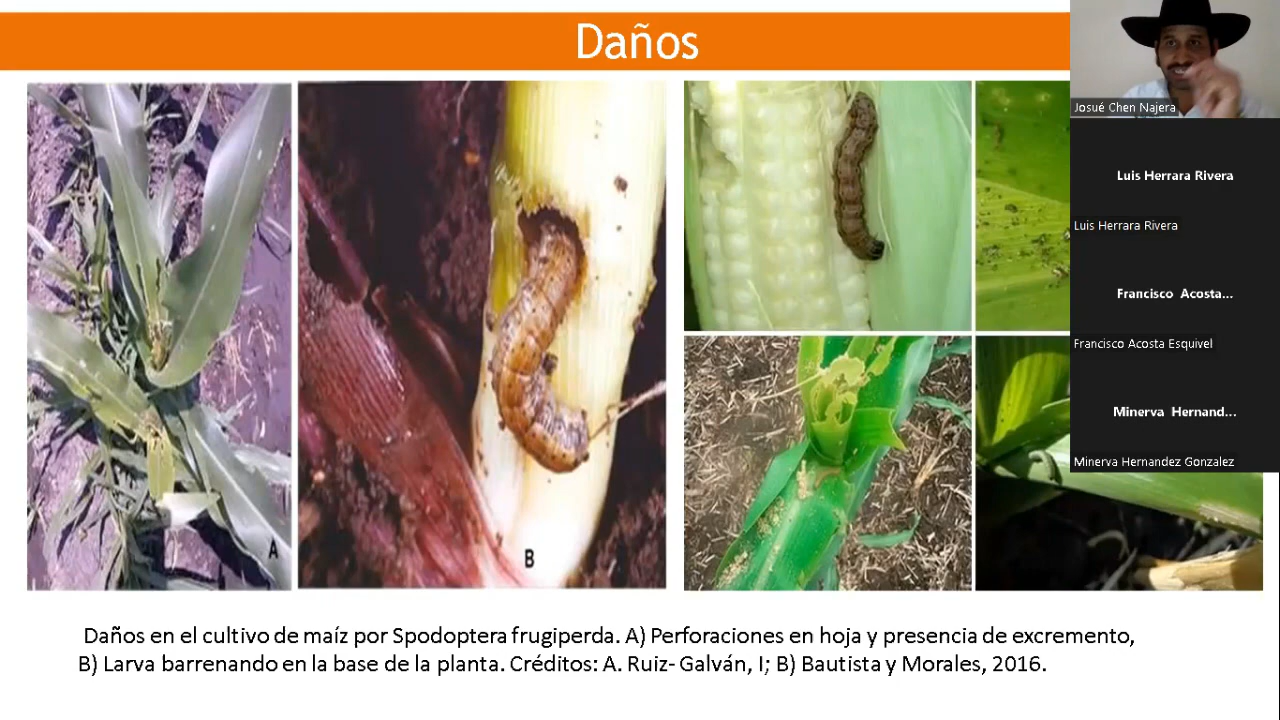 Daños
Josué Chen Najera
Luis Herrara Rivera
Luis Herrara Rivera
Francisco Acosta...
Francisco Acosta Esquivel
Minerva Hernand...
Minerva Hernandez Gonzalez
A
B
Daños en el cultivo de maíz por Spodoptera frugiperda. A) Perforaciones en hoja y presencia de excremento,
B) Larva barrenando en la base de la planta. Créditos: A. Ruiz- Galván, I; B) Bautista y Morales, 2016.